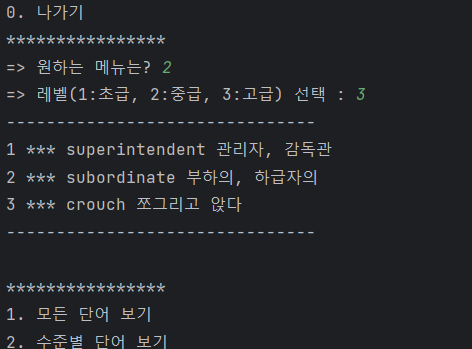 0. 나가기
****************
=> 원하는 메뉴는? 2
=> 레벨(1:초급, 2:중급, 3:고급) 선택 : 3
-------------------------------
1 *** superintendent 관리자, 감독관
2 *** subordinate 부하의, 하급자의
3 *** crouch 쪼그리고 앉다
-------------------------------
****************
1. 모든 단어 보기
2. 수준별 단어 보기